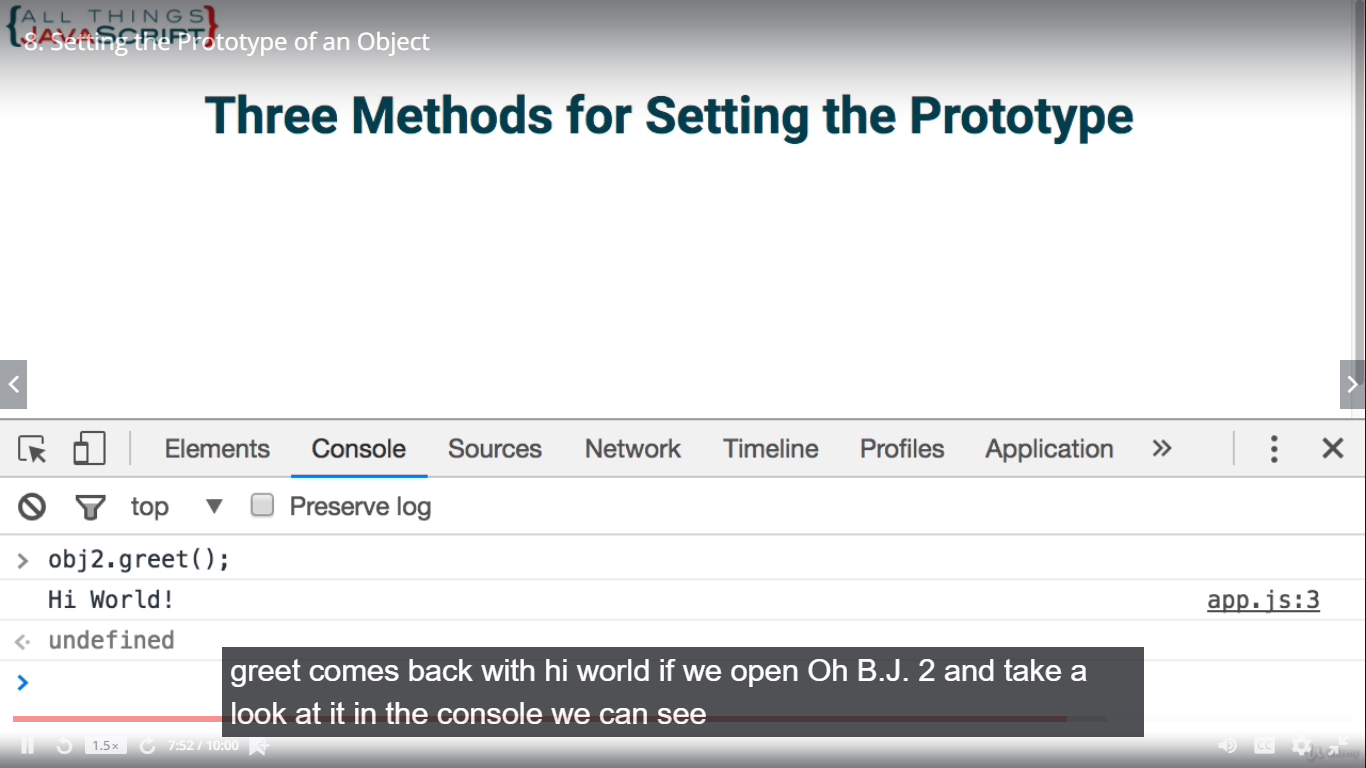 {ALL THINGS
JAVASCRIPT}
8. Setting the Prototype of an Object
Three Methods for Setting the Prototype
Elements Console Sources Network Timeline Profiles Application »
top ▼ Preserve log
> obj2.greet();
Hi World! app.js:3
undefined
>
greet comes back with hi world if we open Oh B.J. 2 and take a
look at it in the console we can see
1.5× 7:52 / 10:00 CC Udemy